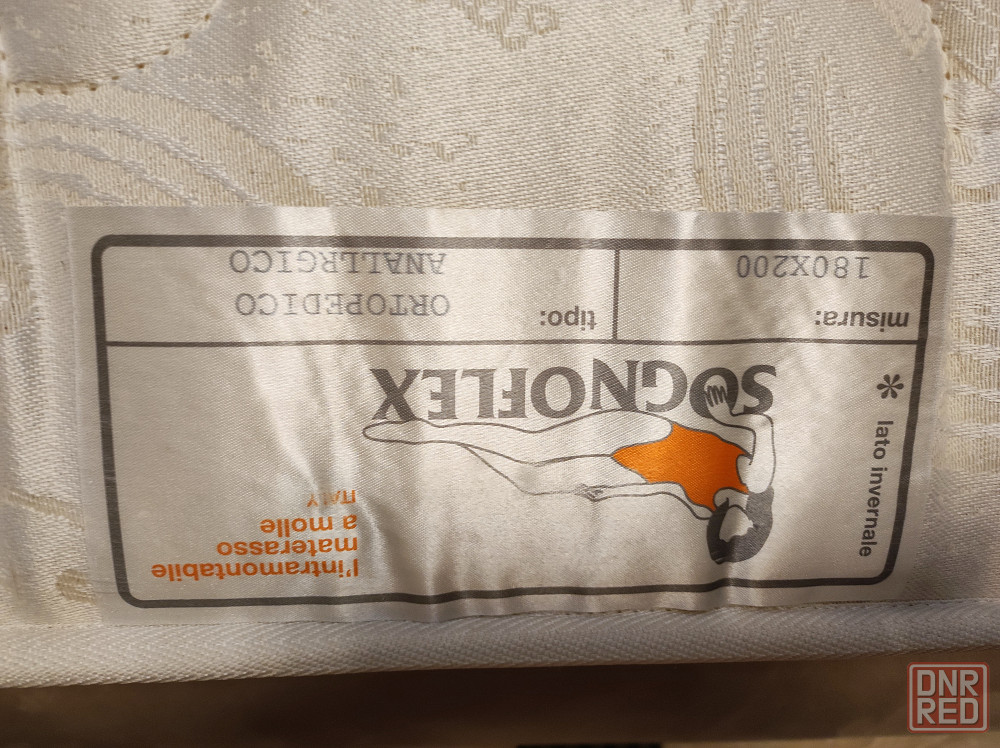 l'intramontabile
materasso
a molle
ITALY
* lato invernale
SOGNOFLEX
misura:
180X200
tipo:
ORTOPEDICO
ANALLRGICO
DNR
RED